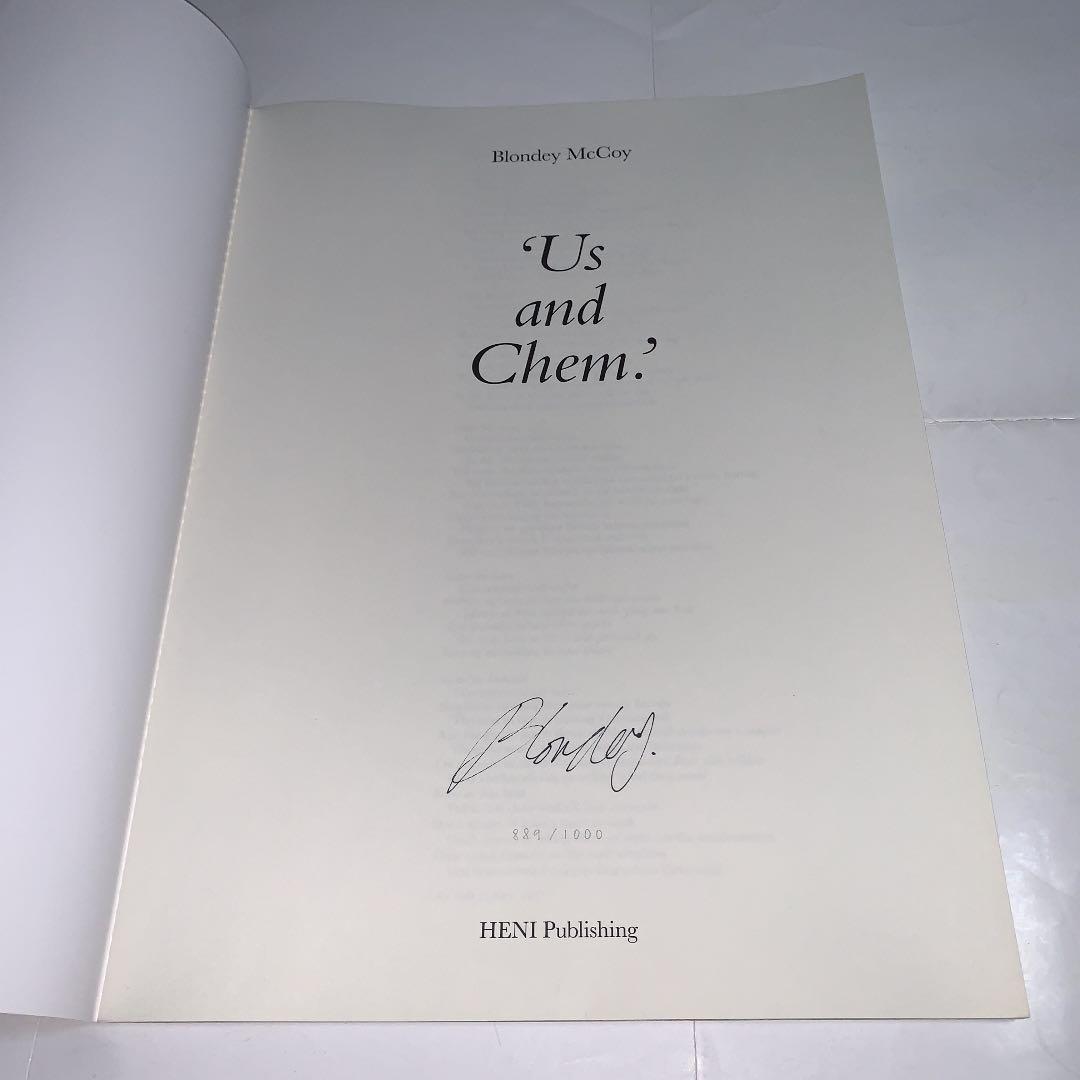 Blondey McCoy
‘Us
and
Chem.’
Blondey.
889/1000
HENI Publishing